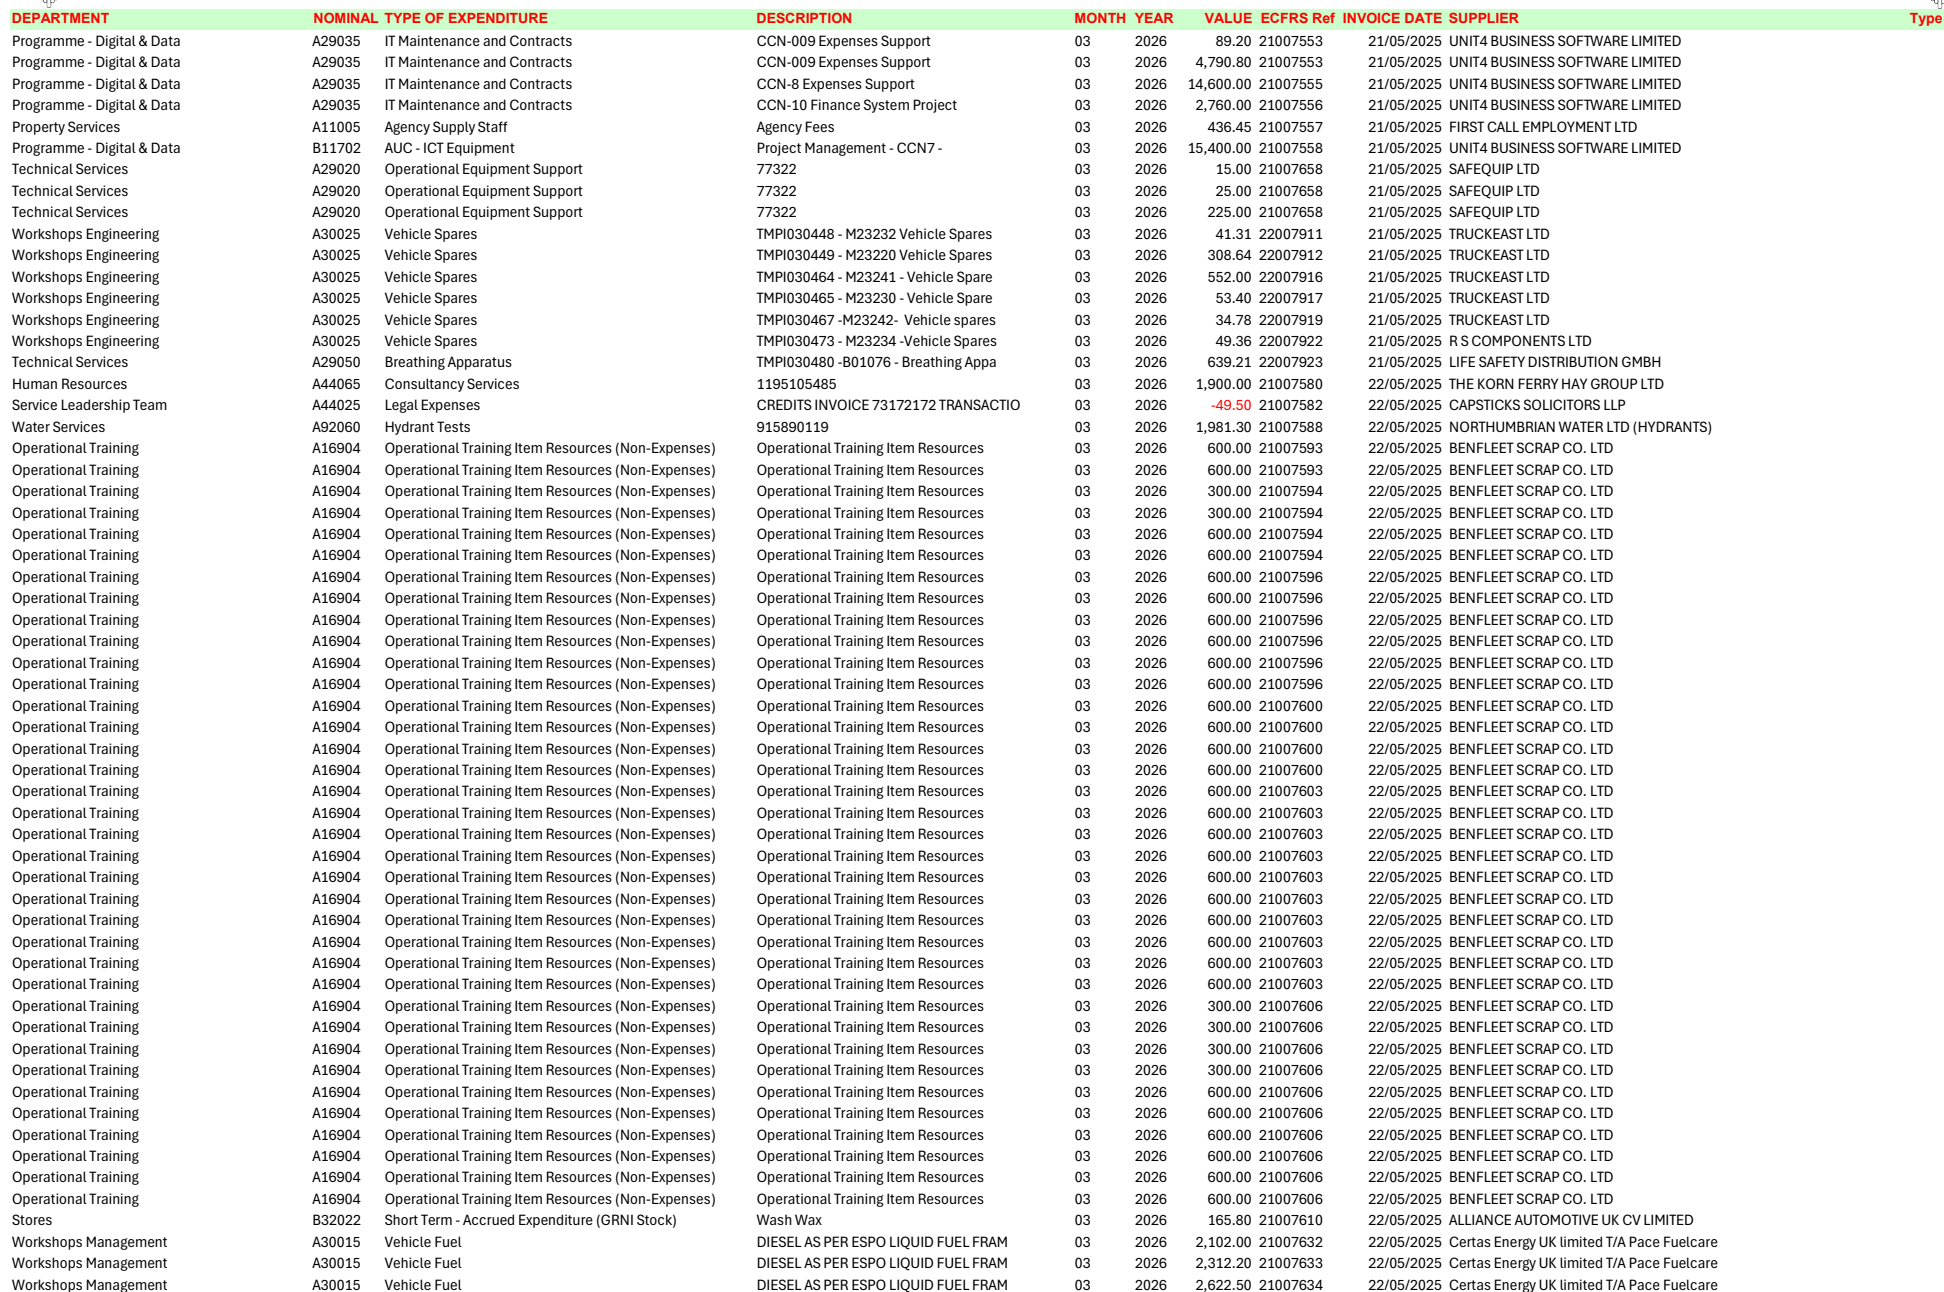 DEPARTMENT NOMINAL TYPE OF EXPENDITURE DESCRIPTION MONTH YEAR VALUE ECFRS Ref INVOICE DATE SUPPLIER Type
Programme - Digital & Data A29035 IT Maintenance and Contracts CCN-009 Expenses Support 03 2026 89.20 21007553 21/05/2025 UNIT4 BUSINESS SOFTWARE LIMITED
Programme - Digital & Data A29035 IT Maintenance and Contracts CCN-009 Expenses Support 03 2026 4,790.80 21007553 21/05/2025 UNIT4 BUSINESS SOFTWARE LIMITED
Programme - Digital & Data A29035 IT Maintenance and Contracts CCN-8 Expenses Support 03 2026 14,600.00 21007555 21/05/2025 UNIT4 BUSINESS SOFTWARE LIMITED
Programme - Digital & Data A29035 IT Maintenance and Contracts CCN-10 Finance System Project 03 2026 2,760.00 21007556 21/05/2025 UNIT4 BUSINESS SOFTWARE LIMITED
Property Services A11005 Agency Supply Staff Agency Fees 03 2026 436.45 21007557 21/05/2025 FIRST CALL EMPLOYMENT LTD
Programme - Digital & Data B11702 AUC - ICT Equipment Project Management - CCN7 - 03 2026 15,400.00 21007558 21/05/2025 UNIT4 BUSINESS SOFTWARE LIMITED
Technical Services A29020 Operational Equipment Support 77322 03 2026 15.00 21007658 21/05/2025 SAFEQUIP LTD
Technical Services A29020 Operational Equipment Support 77322 03 2026 25.00 21007658 21/05/2025 SAFEQUIP LTD
Technical Services A29020 Operational Equipment Support 77322 03 2026 225.00 21007658 21/05/2025 SAFEQUIP LTD
Workshops Engineering A30025 Vehicle Spares TMPI030448 - M23232 Vehicle Spares 03 2026 41.31 22007911 21/05/2025 TRUCKEAST LTD
Workshops Engineering A30025 Vehicle Spares TMPI030449 - M23220 Vehicle Spares 03 2026 308.64 22007912 21/05/2025 TRUCKEAST LTD
Workshops Engineering A30025 Vehicle Spares TMPI030464 - M23241 - Vehicle Spare 03 2026 552.00 22007916 21/05/2025 TRUCKEAST LTD
Workshops Engineering A30025 Vehicle Spares TMPI030465 - M23230 - Vehicle Spare 03 2026 53.40 22007917 21/05/2025 TRUCKEAST LTD
Workshops Engineering A30025 Vehicle Spares TMPI030467 -M23242- Vehicle spares 03 2026 34.78 22007919 21/05/2025 TRUCKEAST LTD
Workshops Engineering A30025 Vehicle Spares TMPI030473 - M23234 -Vehicle Spares 03 2026 49.36 22007922 21/05/2025 R S COMPONENTS LTD
Technical Services A29050 Breathing Apparatus TMPI030480 -B01076 - Breathing Appa 03 2026 639.21 22007923 21/05/2025 LIFE SAFETY DISTRIBUTION GMBH
Human Resources A44065 Consultancy Services 1195105485 03 2026 1,900.00 21007580 22/05/2025 THE KORN FERRY HAY GROUP LTD
Service Leadership Team A44025 Legal Expenses CREDITS INVOICE 73172172 TRANSACTIO 03 2026 -49.50 21007582 22/05/2025 CAPSTICKS SOLICITORS LLP
Water Services A92060 Hydrant Tests 915890119 03 2026 1,981.30 21007588 22/05/2025 NORTHUMBRIAN WATER LTD (HYDRANTS)
Operational Training A16904 Operational Training Item Resources (Non-Expenses) Operational Training Item Resources 03 2026 600.00 21007593 22/05/2025 BENFLEET SCRAP CO. LTD
Operational Training A16904 Operational Training Item Resources (Non-Expenses) Operational Training Item Resources 03 2026 600.00 21007593 22/05/2025 BENFLEET SCRAP CO. LTD
Operational Training A16904 Operational Training Item Resources (Non-Expenses) Operational Training Item Resources 03 2026 300.00 21007594 22/05/2025 BENFLEET SCRAP CO. LTD
Operational Training A16904 Operational Training Item Resources (Non-Expenses) Operational Training Item Resources 03 2026 300.00 21007594 22/05/2025 BENFLEET SCRAP CO. LTD
Operational Training A16904 Operational Training Item Resources (Non-Expenses) Operational Training Item Resources 03 2026 600.00 21007594 22/05/2025 BENFLEET SCRAP CO. LTD
Operational Training A16904 Operational Training Item Resources (Non-Expenses) Operational Training Item Resources 03 2026 600.00 21007594 22/05/2025 BENFLEET SCRAP CO. LTD
Operational Training A16904 Operational Training Item Resources (Non-Expenses) Operational Training Item Resources 03 2026 600.00 21007596 22/05/2025 BENFLEET SCRAP CO. LTD
Operational Training A16904 Operational Training Item Resources (Non-Expenses) Operational Training Item Resources 03 2026 600.00 21007596 22/05/2025 BENFLEET SCRAP CO. LTD
Operational Training A16904 Operational Training Item Resources (Non-Expenses) Operational Training Item Resources 03 2026 600.00 21007596 22/05/2025 BENFLEET SCRAP CO. LTD
Operational Training A16904 Operational Training Item Resources (Non-Expenses) Operational Training Item Resources 03 2026 600.00 21007596 22/05/2025 BENFLEET SCRAP CO. LTD
Operational Training A16904 Operational Training Item Resources (Non-Expenses) Operational Training Item Resources 03 2026 600.00 21007596 22/05/2025 BENFLEET SCRAP CO. LTD
Operational Training A16904 Operational Training Item Resources (Non-Expenses) Operational Training Item Resources 03 2026 600.00 21007596 22/05/2025 BENFLEET SCRAP CO. LTD
Operational Training A16904 Operational Training Item Resources (Non-Expenses) Operational Training Item Resources 03 2026 600.00 21007600 22/05/2025 BENFLEET SCRAP CO. LTD
Operational Training A16904 Operational Training Item Resources (Non-Expenses) Operational Training Item Resources 03 2026 600.00 21007600 22/05/2025 BENFLEET SCRAP CO. LTD
Operational Training A16904 Operational Training Item Resources (Non-Expenses) Operational Training Item Resources 03 2026 600.00 21007600 22/05/2025 BENFLEET SCRAP CO. LTD
Operational Training A16904 Operational Training Item Resources (Non-Expenses) Operational Training Item Resources 03 2026 600.00 21007600 22/05/2025 BENFLEET SCRAP CO. LTD
Operational Training A16904 Operational Training Item Resources (Non-Expenses) Operational Training Item Resources 03 2026 600.00 21007603 22/05/2025 BENFLEET SCRAP CO. LTD
Operational Training A16904 Operational Training Item Resources (Non-Expenses) Operational Training Item Resources 03 2026 600.00 21007603 22/05/2025 BENFLEET SCRAP CO. LTD
Operational Training A16904 Operational Training Item Resources (Non-Expenses) Operational Training Item Resources 03 2026 600.00 21007603 22/05/2025 BENFLEET SCRAP CO. LTD
Operational Training A16904 Operational Training Item Resources (Non-Expenses) Operational Training Item Resources 03 2026 600.00 21007603 22/05/2025 BENFLEET SCRAP CO. LTD
Operational Training A16904 Operational Training Item Resources (Non-Expenses) Operational Training Item Resources 03 2026 600.00 21007603 22/05/2025 BENFLEET SCRAP CO. LTD
Operational Training A16904 Operational Training Item Resources (Non-Expenses) Operational Training Item Resources 03 2026 600.00 21007603 22/05/2025 BENFLEET SCRAP CO. LTD
Operational Training A16904 Operational Training Item Resources (Non-Expenses) Operational Training Item Resources 03 2026 600.00 21007603 22/05/2025 BENFLEET SCRAP CO. LTD
Operational Training A16904 Operational Training Item Resources (Non-Expenses) Operational Training Item Resources 03 2026 600.00 21007603 22/05/2025 BENFLEET SCRAP CO. LTD
Operational Training A16904 Operational Training Item Resources (Non-Expenses) Operational Training Item Resources 03 2026 600.00 21007603 22/05/2025 BENFLEET SCRAP CO. LTD
Operational Training A16904 Operational Training Item Resources (Non-Expenses) Operational Training Item Resources 03 2026 600.00 21007603 22/05/2025 BENFLEET SCRAP CO. LTD
Operational Training A16904 Operational Training Item Resources (Non-Expenses) Operational Training Item Resources 03 2026 300.00 21007606 22/05/2025 BENFLEET SCRAP CO. LTD
Operational Training A16904 Operational Training Item Resources (Non-Expenses) Operational Training Item Resources 03 2026 300.00 21007606 22/05/2025 BENFLEET SCRAP CO. LTD
Operational Training A16904 Operational Training Item Resources (Non-Expenses) Operational Training Item Resources 03 2026 300.00 21007606 22/05/2025 BENFLEET SCRAP CO. LTD
Operational Training A16904 Operational Training Item Resources (Non-Expenses) Operational Training Item Resources 03 2026 300.00 21007606 22/05/2025 BENFLEET SCRAP CO. LTD
Operational Training A16904 Operational Training Item Resources (Non-Expenses) Operational Training Item Resources 03 2026 600.00 21007606 22/05/2025 BENFLEET SCRAP CO. LTD
Operational Training A16904 Operational Training Item Resources (Non-Expenses) Operational Training Item Resources 03 2026 600.00 21007606 22/05/2025 BENFLEET SCRAP CO. LTD
Operational Training A16904 Operational Training Item Resources (Non-Expenses) Operational Training Item Resources 03 2026 600.00 21007606 22/05/2025 BENFLEET SCRAP CO. LTD
Operational Training A16904 Operational Training Item Resources (Non-Expenses) Operational Training Item Resources 03 2026 600.00 21007606 22/05/2025 BENFLEET SCRAP CO. LTD
Operational Training A16904 Operational Training Item Resources (Non-Expenses) Operational Training Item Resources 03 2026 600.00 21007606 22/05/2025 BENFLEET SCRAP CO. LTD
Operational Training A16904 Operational Training Item Resources (Non-Expenses) Operational Training Item Resources 03 2026 600.00 21007606 22/05/2025 BENFLEET SCRAP CO. LTD
Stores B32022 Short Term - Accrued Expenditure (GRNI Stock) Wash Wax 03 2026 165.80 21007610 22/05/2025 ALLIANCE AUTOMOTIVE UK CV LIMITED
Workshops Management A30015 Vehicle Fuel DIESEL AS PER ESPO LIQUID FUEL FRAM 03 2026 2,102.00 21007632 22/05/2025 Certas Energy UK limited T/A Pace Fuelcare
Workshops Management A30015 Vehicle Fuel DIESEL AS PER ESPO LIQUID FUEL FRAM 03 2026 2,312.20 21007633 22/05/2025 Certas Energy UK limited T/A Pace Fuelcare
Workshops Management A30015 Vehicle Fuel DIESEL AS PER ESPO LIQUID FUEL FRAM 03 2026 2,622.50 21007634 22/05/2025 Certas Energy UK limited T/A Pace Fuelcare